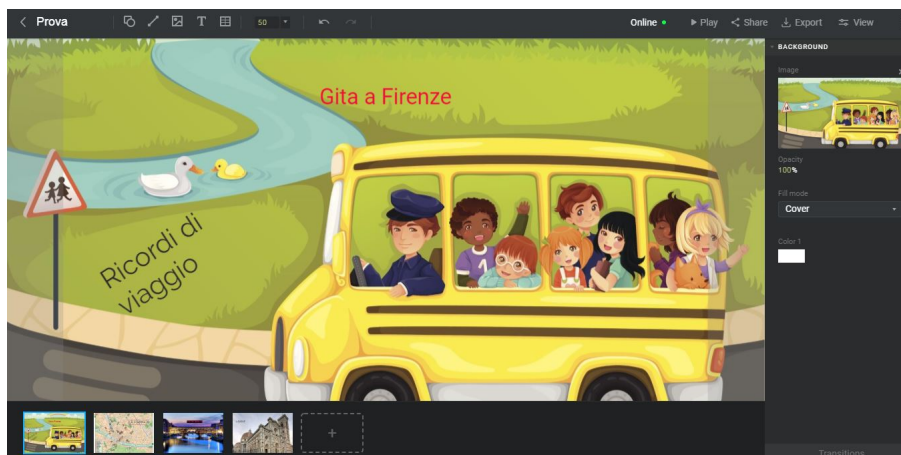 Prova
50
Online
Play
Share
Export
View
BACKGROUND
Image
Gita a Firenze
Opacity
100%
Fill mode
Cover
Color 1
Ricordi di
viaggio
1
+
Transitions